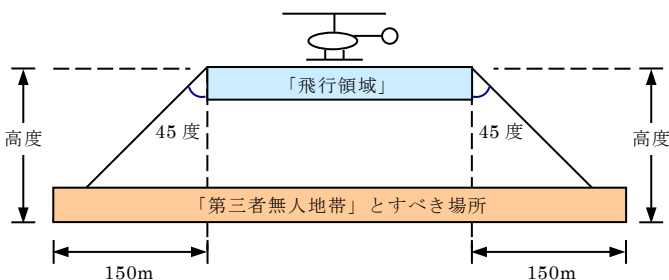 「飛行領域」
45 度
45 度
高度
高度
「第三者無人地帯」とすべき場所
150m
150m